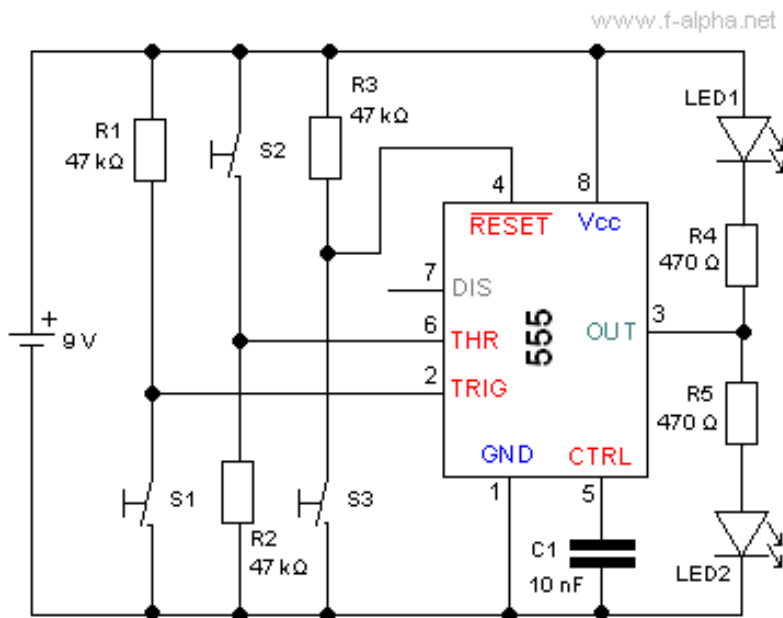 www.f-alpha.net
R1
47 kΩ
S2
R3
47 kΩ
LED1
4
8
RESET
Vcc
R4
470 Ω
7
DIS
555
6
THR
OUT
3
2
TRIG
+
9 V
R5
470 Ω
GND
CTRL
S1
R2
47 kΩ
S3
1
5
C1
10 nF
LED2